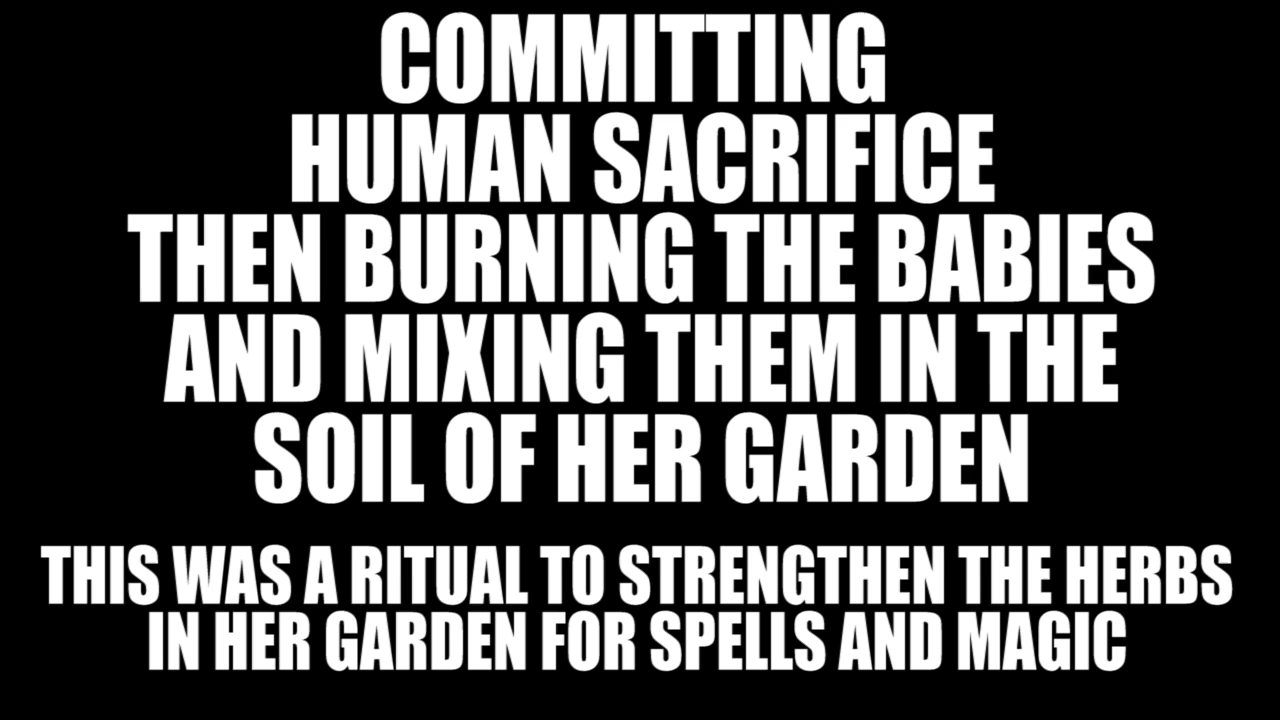 COMMITTING
HUMAN SACRIFICE
THEN BURNING THE BABIES
AND MIXING THEM IN THE
SOIL OF HER GARDEN
THIS WAS A RITUAL TO STRENGTHEN THE HERBS
IN HER GARDEN FOR SPELLS AND MAGIC